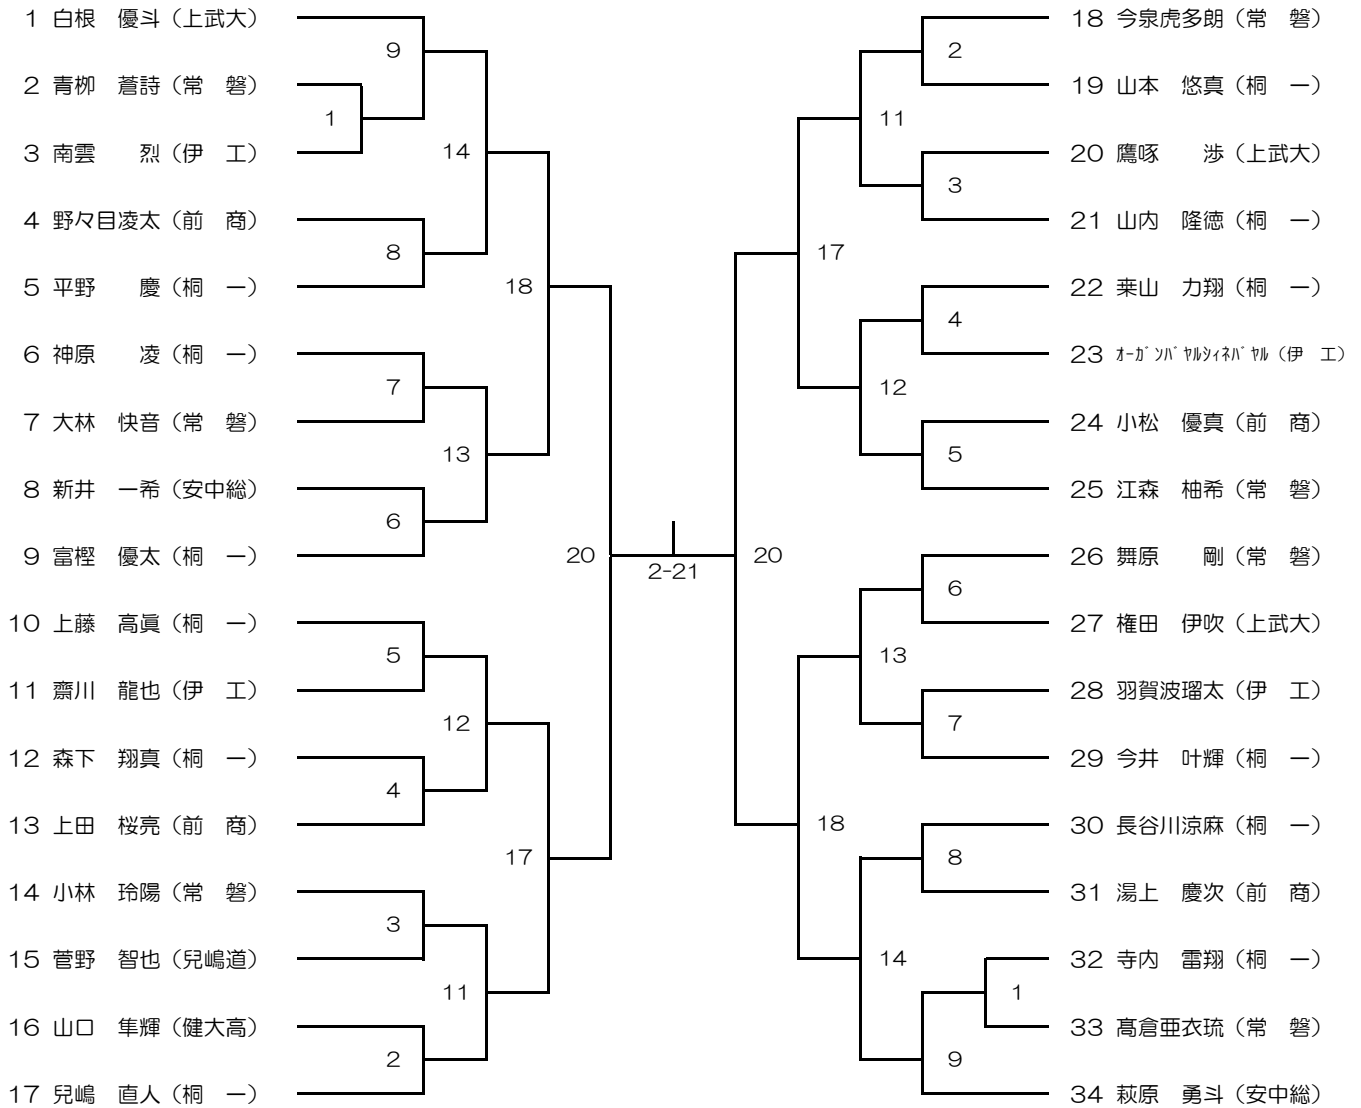 1 白根　優斗（上武大）
9
2 青栁　蒼詩（常　磐）
1
3 南雲　　烈（伊　工）
14
4 野々目凌太（前　商）
8
5 平野　　慶（桐　一）
18
6 神原　　凌（桐　一）
7
7 大林　快音（常　磐）
13
8 新井　一希（安中総）
6
9 富樫　優太（桐　一）
20
10 上藤　高眞（桐　一）
5
11 齋川　龍也（伊　工）
12
12 森下　翔真（桐　一）
4
13 上田　桜亮（前　商）
17
14 小林　玲陽（常　磐）
3
15 菅野　智也（兒嶋道）
11
16 山口　隼輝（健大高）
2
17 兒嶋　直人（桐　一）
2-21
18 今泉虎多朗（常　磐）
2
19 山本　悠真（桐　一）
11
20 鷹啄　　渉（上武大）
3
21 山内　隆徳（桐　一）
17
22 葉山　力翔（桐　一）
4
23 ｵｰｶﾞﾝﾊﾞﾔﾙｼｨﾈﾊﾞﾔﾙ（伊　工）
12
24 小松　優真（前　商）
5
25 江森　柚希（常　磐）
20
26 舞原　　剛（常　磐）
6
27 権田　伊吹（上武大）
13
28 羽賀波瑠太（伊　工）
7
29 今井　叶輝（桐　一）
18
30 長谷川涼麻（桐　一）
8
31 湯上　慶次（前　商）
14
32 寺内　雷翔（桐　一）
1
33 髙倉亜衣琉（常　磐）
9
34 萩原　勇斗（安中総）